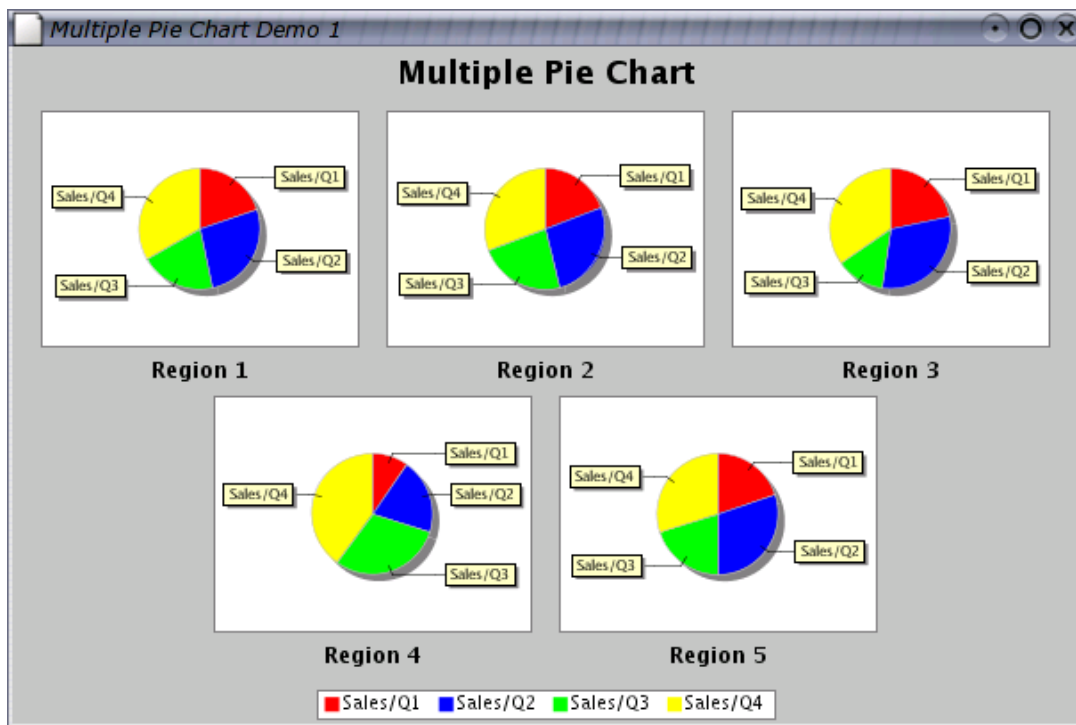 Multiple Pie Chart Demo 1
Multiple Pie Chart
Sales/Q1
Sales/Q4
Sales/Q2
Sales/Q3
Region 1
Sales/Q1
Sales/Q4
Sales/Q2
Sales/Q3
Region 2
Sales/Q1
Sales/Q4
Sales/Q2
Sales/Q3
Region 3
Sales/Q1
Sales/Q4
Sales/Q2
Sales/Q3
Region 4
Sales/Q1
Sales/Q4
Sales/Q2
Sales/Q3
Region 5
Sales/Q1 Sales/Q2 Sales/Q3 Sales/Q4